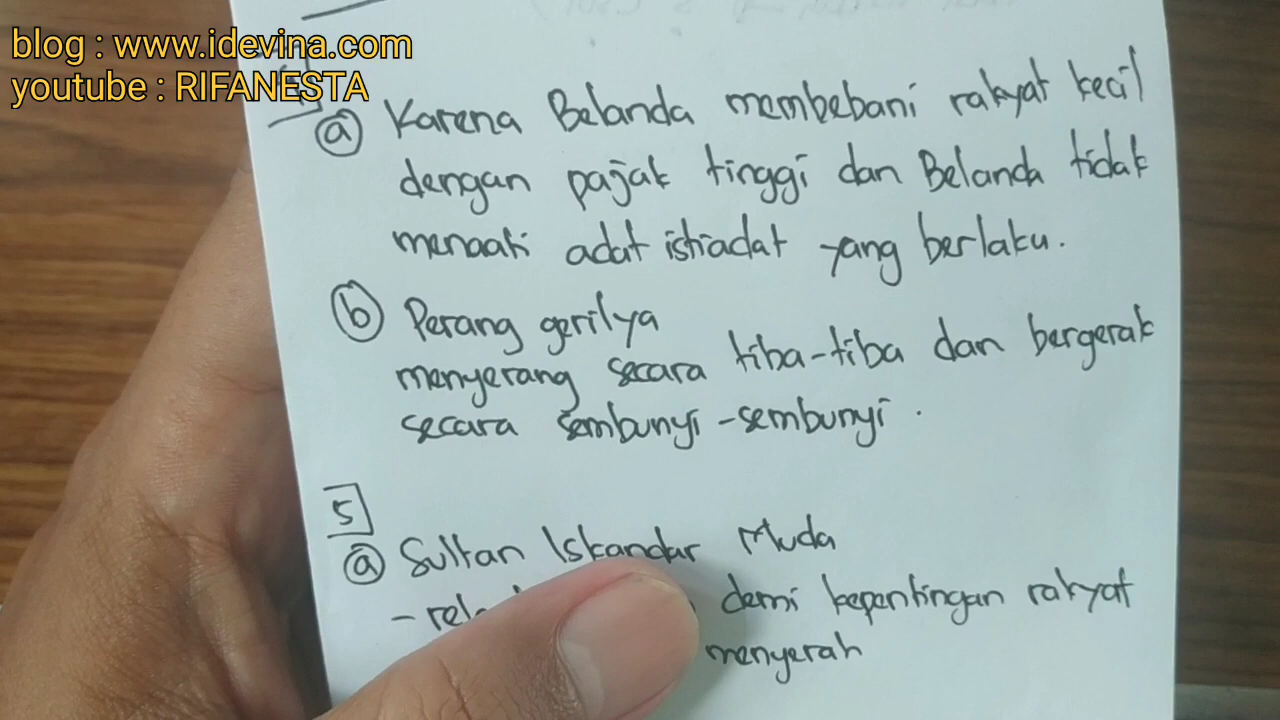 blog : www.idevina.com
youtube : RIFANESTA
a Karena Belanda membebani rakyat kecil
dengan pajak tinggi dan Belanda tidak
menaati adat istiadat yang berlaku.
b Perang gerilya
menyerang secara tiba-tiba dan bergerak
secara sembunyi-sembunyi.
5
a Sultan Iskandar Muda
- demi kepentingan rakyat
menyerah